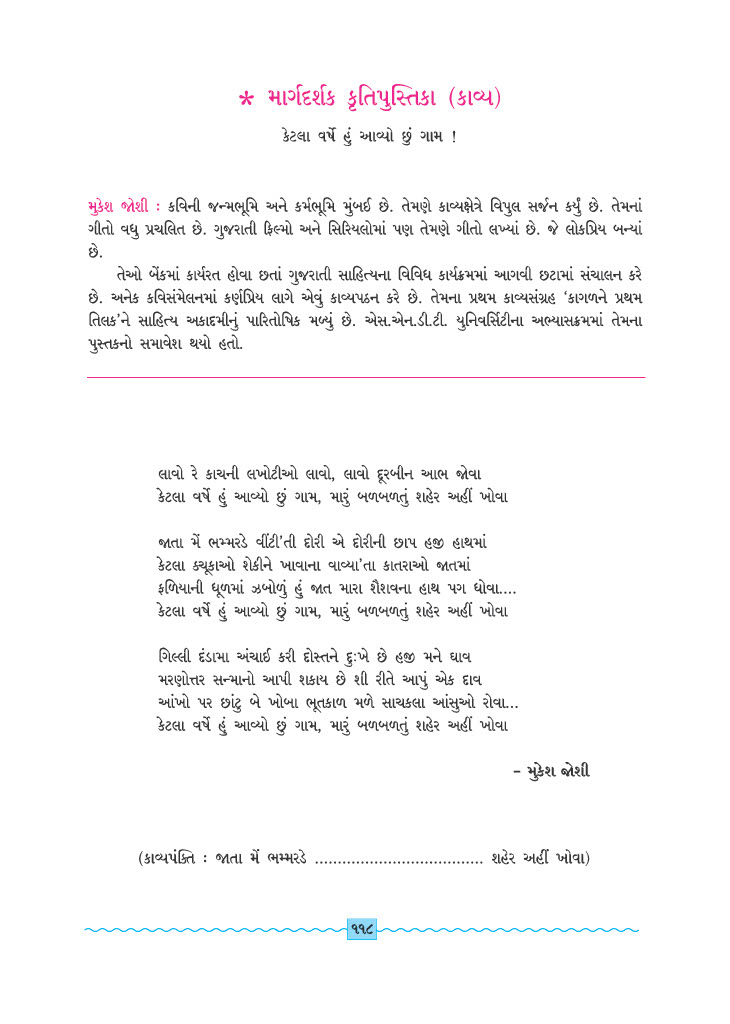 * માર્ગદર્શક કૃતિપુસ્તિકા (કાવ્ય)
કેટલા વર્ષે હું આવ્યો છું ગામ !
મુકેશ જોશી : કવિની જન્મભૂમિ અને કર્મભૂમિ મુંબઈ છે. તેમણે કાવ્યક્ષેત્રે વિપુલ સર્જન કર્યું છે. તેમનાં
ગીતો વધુ પ્રચલિત છે. ગુજરાતી ફિલ્મો અને સિરિયલોમાં પણ તેમણે ગીતો લખ્યાં છે. જે લોકપ્રિય બન્યાં
છે.
તેઓ બેંકમાં કાર્યરત હોવા છતાં ગુજરાતી સાહિત્યના વિવિધ કાર્યક્રમમાં આગવી છટામાં સંચાલન કરે
છે. અનેક કવિસંમેલનમાં કર્ણપ્રિય લાગે એવું કાવ્યપઠન કરે છે. તેમના પ્રથમ કાવ્યસંગ્રહ ‘કાગળને પ્રથમ
તિલક’ને સાહિત્ય અકાદમીનું પારિતોષિક મળ્યું છે. એસ.એન.ડી.ટી. યુનિવર્સિટીના અભ્યાસક્રમમાં તેમના
પુસ્તકનો સમાવેશ થયો હતો.
લાવો રે કાચની લખોટીઓ લાવો, લાવો દૂરબીન આભ જોવા
કેટલા વર્ષે હું આવ્યો છું ગામ, મારું બળબળતું શહેર અહીં ખોવા
જાતા મેં ભમ્મરડે વીંટી’તી દોરી એ દોરીની છાપ હજી હાથમાં
કેટલા ક્ચૂકાઓ શેકીને ખાવાના વાવ્યા’તા કાતરાઓ જાતમાં
ફળિયાની ધૂળમાં ઝબોળું હું જાત મારા શૈશવના હાથ પગ ધોવા....
કેટલા વર્ષે હું આવ્યો છું ગામ, મારું બળબળતું શહેર અહીં ખોવા
ગિલ્લી દંડામા અંચાઈ કરી દોસ્તને દુઃખે છે હજી મને ઘાવ
મરણોત્તર સન્માનો આપી શકાય છે શી રીતે આપું એક દાવ
આંખો પર છાંટુ બે ખોબા ભૂતકાળ મળે સાચકલા આંસુઓ રોવા...
કેટલા વર્ષે હું આવ્યો છું ગામ, મારું બળબળતું શહેર અહીં ખોવા
– મુકેશ જોશી
(કાવ્યપંક્તિ : જાતા મેં ભમ્મરડે ..................................... શહેર અહીં ખોવા)
૧૧૮